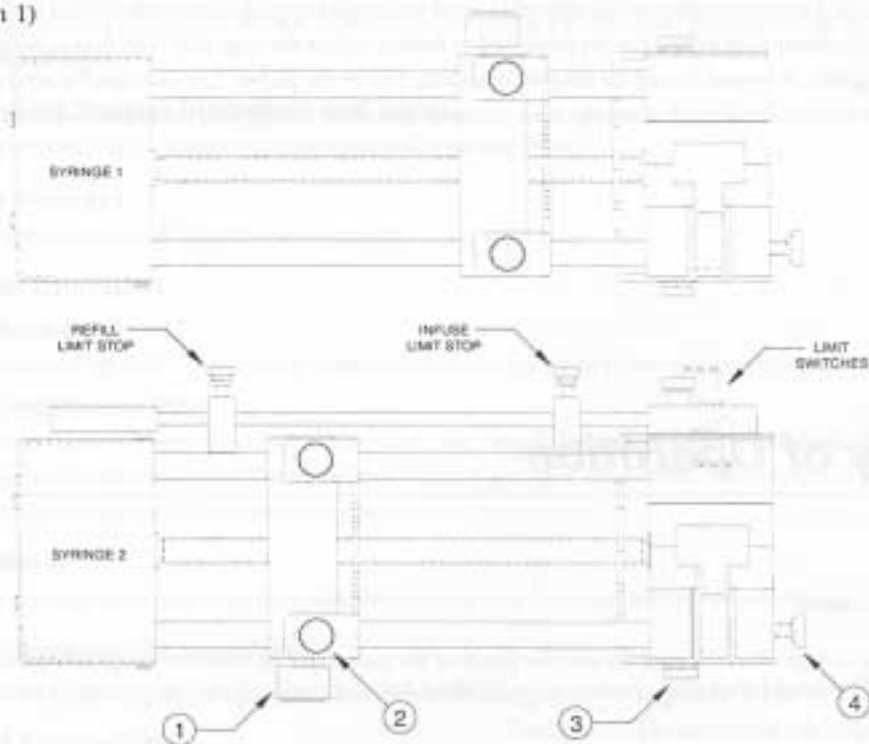 n 1)
SYRINGE 1
REFILL
LIMIT STOP
INFUSE
LIMIT STOP
LIMIT
SWITCHES
SYRINGE 2
1
2
3
4